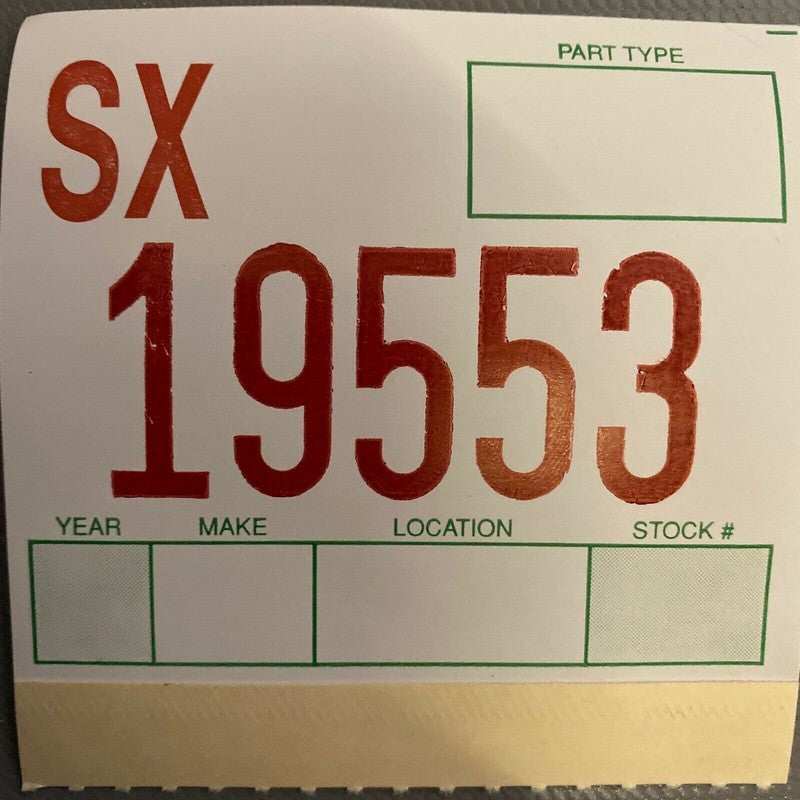 SX
PART TYPE
19553
YEAR MAKE LOCATION STOCK #